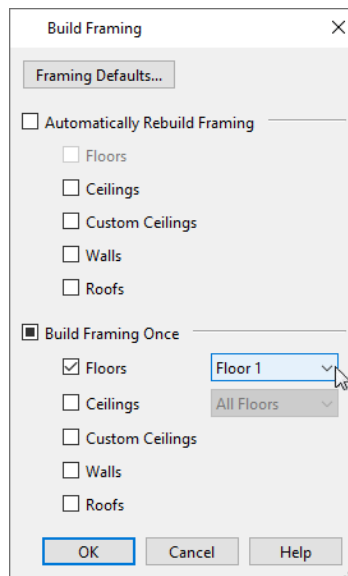 Build Framing
Framing Defaults...
Automatically Rebuild Framing
Floors
Ceilings
Custom Ceilings
Walls
Roofs
Build Framing Once
Floors Floor 1
Ceilings All Floors
Custom Ceilings
Walls
Roofs
OK Cancel Help